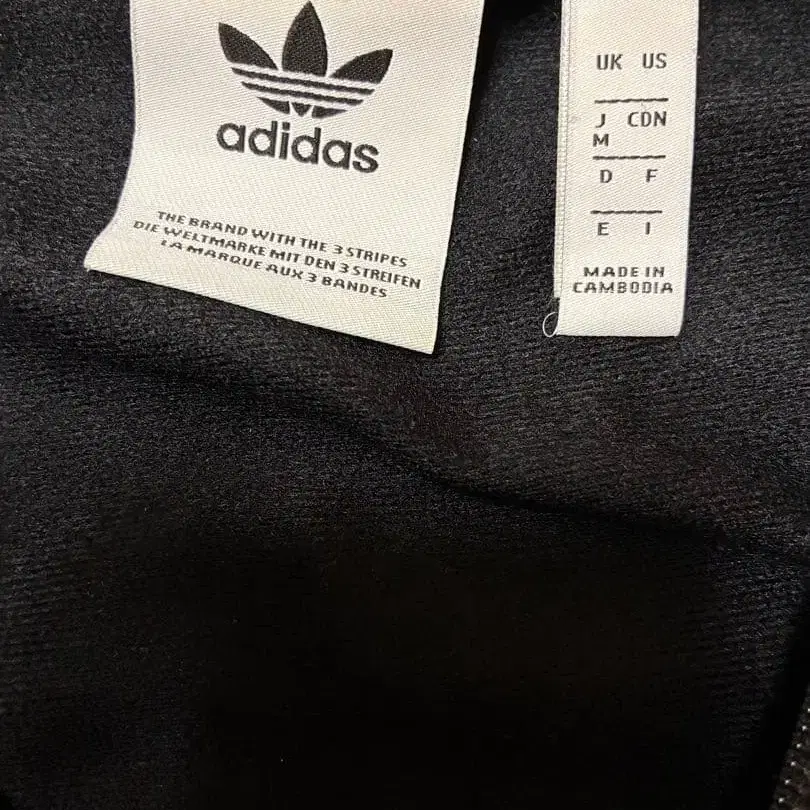 adidas
THE BRAND WITH THE 3 STRIPES
DIE WELTMARKE MIT DEN 3 STREIFEN
LA MARQUE AUX 3 BANDES
UK US
J CDN
M
D F
E I
MADE IN
CAMBODIA